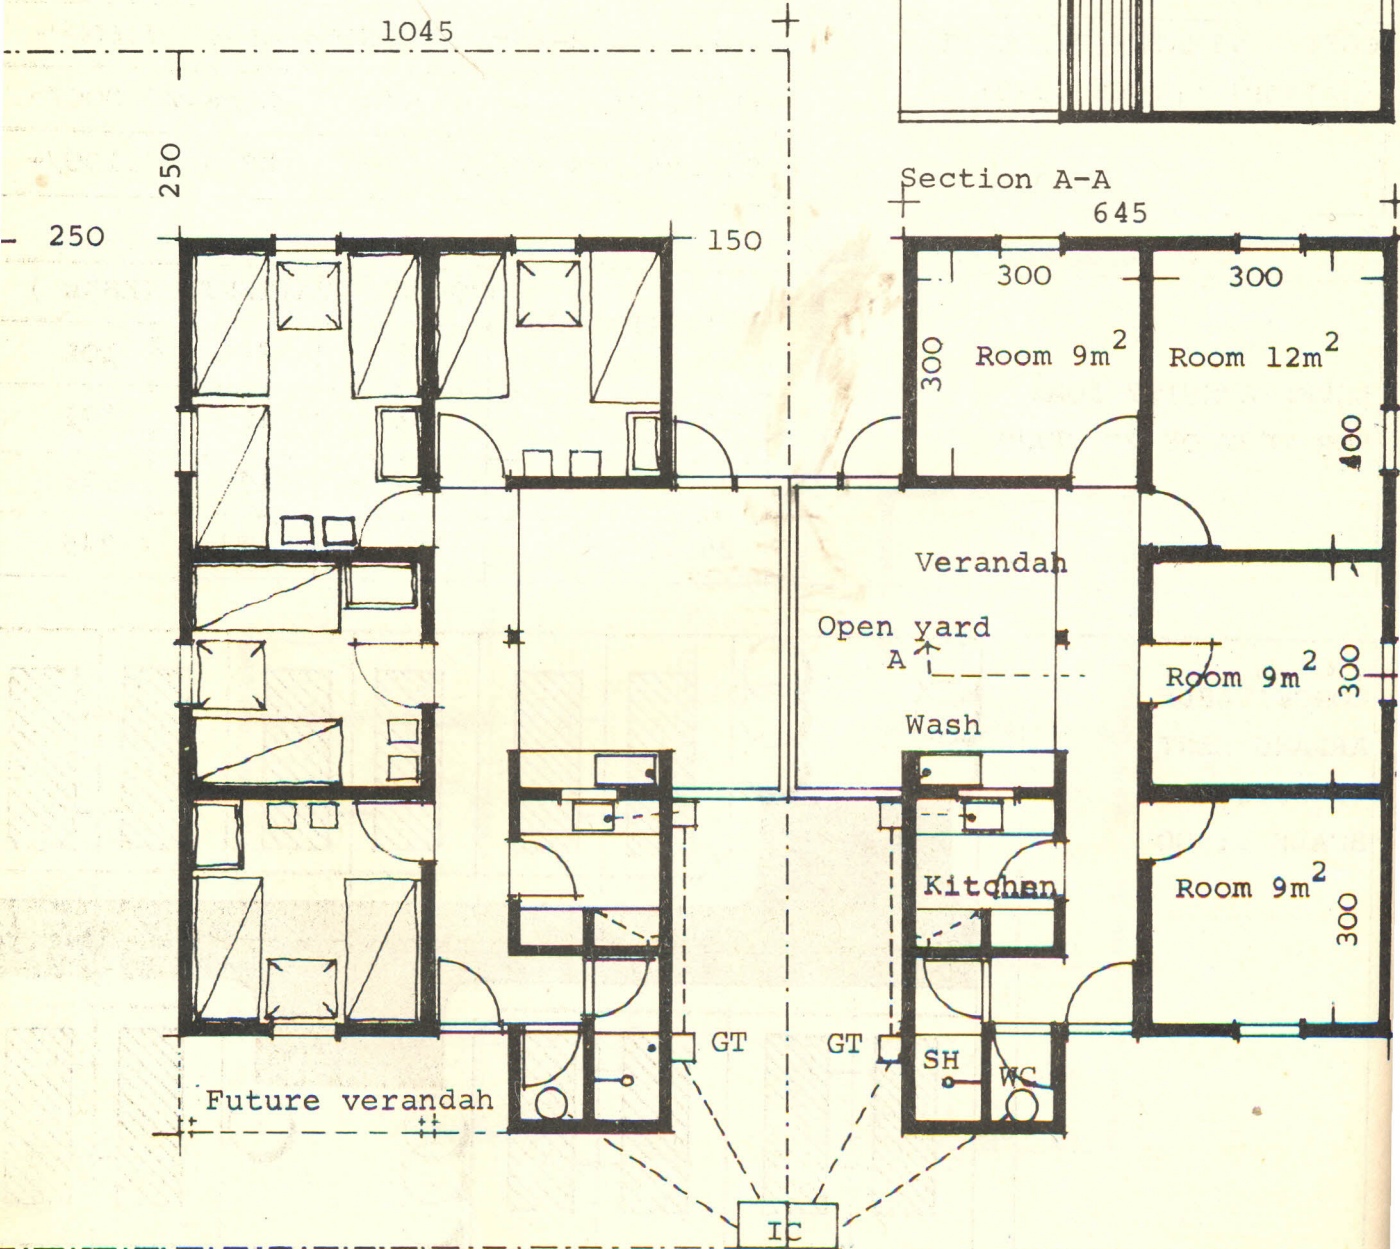 1045
250
Section A-A
645
250
150
300
300
300
Room 9m²
Room 12m²
400
Verandah
Open yard
A
Room 9m²
300
Wash
Kitchen
Room 9m²
300
GT
GT
SH
WC
Future verandah
IC